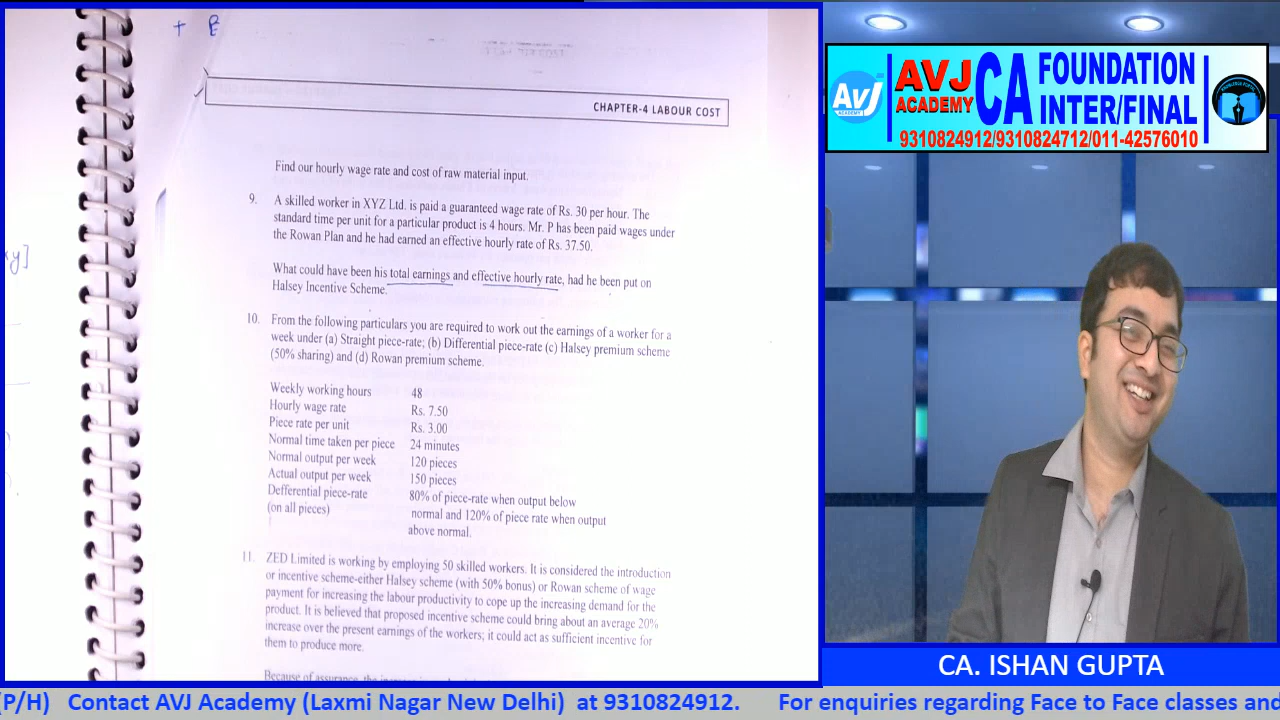 + B
CHAPTER-4 LABOUR COST
Find our hourly wage rate and cost of raw material input.
9. A skilled worker in XYZ Ltd. is paid a guaranteed wage rate of Rs. 30 per hour. The
standard time per unit for a particular product is 4 hours. Mr. P has been paid wages under
the Rowan Plan and he had earned an effective hourly rate of Rs. 37.50.
What could have been his total earnings and effective hourly rate, had he been put on
Halsey Incentive Scheme.
10. From the following particulars you are required to work out the earnings of a worker for a
week under (a) Straight piece-rate; (b) Differential piece-rate (c) Halsey premium scheme
(50% sharing) and (d) Rowan premium scheme.
Weekly working hours 48
Hourly wage rate Rs. 7.50
Piece rate per unit Rs. 3.00
Normal time taken per piece 24 minutes
Normal output per week 120 pieces
Actual output per week 150 pieces
Defferential piece-rate 80% of piece-rate when output below
(on all pieces) normal and 120% of piece rate when output
above normal.
11. ZED Limited is working by employing 50 skilled workers. It is considered the introduction
or incentive scheme-either Halsey scheme (with 50% bonus) or Rowan scheme of wage
payment for increasing the labour productivity to cope up the increasing demand for the
product. It is believed that proposed incentive scheme could bring about an average 20%
increase over the present earnings of the workers; it could act as sufficient incentive for
them to produce more.
Because of assurance, the increase
xy]
AVJ
ACADEMY
AVJ
ACADEMY
CA
FOUNDATION
INTER/FINAL
9310824912/9310824712/011-42576010
CA. ISHAN GUPTA
(P/H) Contact AVJ Academy (Laxmi Nagar New Delhi) at 9310824912. For enquiries regarding Face to Face classes and